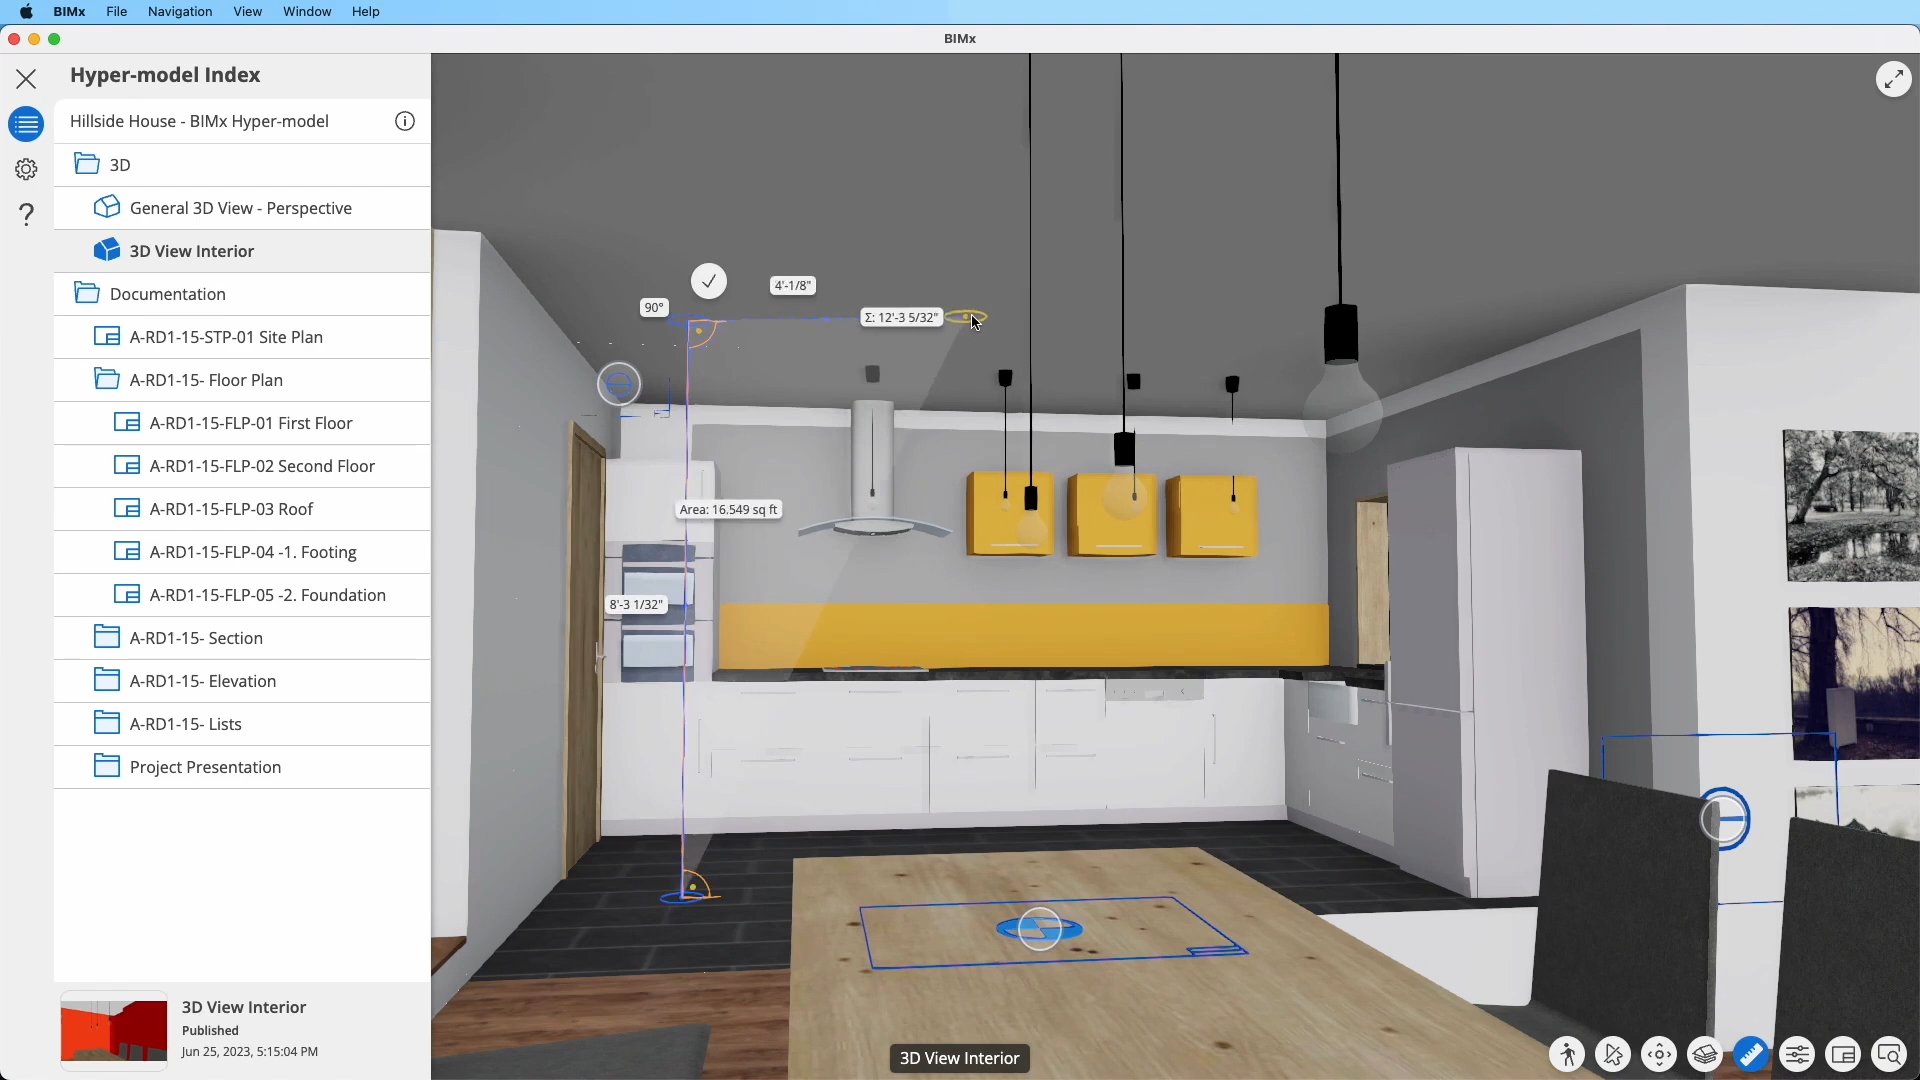 BIMx File Navigation View Window Help
BIMx
Hyper-model Index
Hillside House - BIMx Hyper-model
3D
General 3D View - Perspective
3D View Interior
Documentation
A-RD1-15-STP-01 Site Plan
A-RD1-15- Floor Plan
A-RD1-15-FLP-01 First Floor
A-RD1-15-FLP-02 Second Floor
A-RD1-15-FLP-03 Roof
A-RD1-15-FLP-04 -1. Footing
A-RD1-15-FLP-05 -2. Foundation
A-RD1-15- Section
A-RD1-15- Elevation
A-RD1-15- Lists
Project Presentation
3D View Interior
Published
Jun 25, 2023, 5:15:04 PM
4'-1/8"
90°
Σ: 12'-3 5/32"
Area: 16.549 sq ft
8'-3 1/32"
3D View Interior